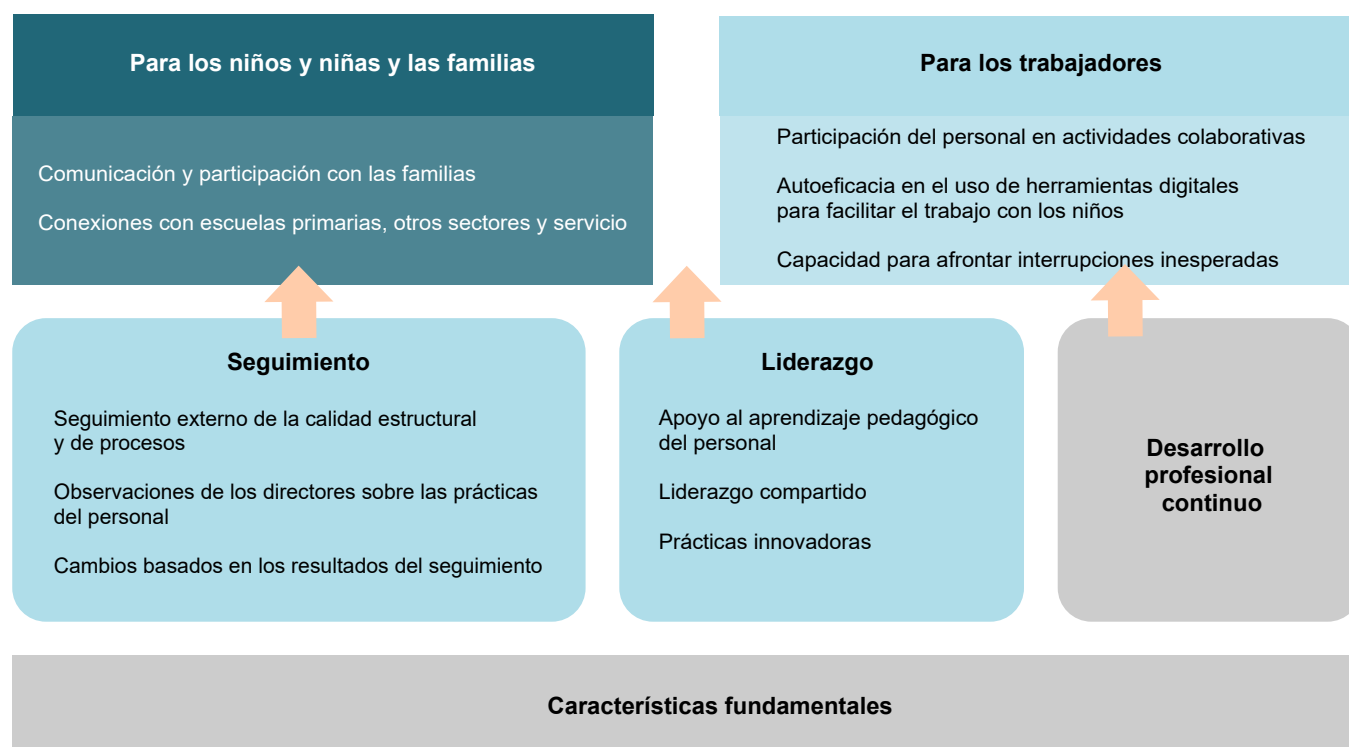 Para los niños y niñas y las familias
Comunicación y participación con las familias
Conexiones con escuelas primarias, otros sectores y servicio
Para los trabajadores
Participación del personal en actividades colaborativas
Autoeficacia en el uso de herramientas digitales
para facilitar el trabajo con los niños
Capacidad para afrontar interrupciones inesperadas
Seguimiento
Seguimiento externo de la calidad estructural
y de procesos
Observaciones de los directores sobre las prácticas
del personal
Cambios basados en los resultados del seguimiento
Liderazgo
Apoyo al aprendizaje pedagógico
del personal
Liderazgo compartido
Prácticas innovadoras
Desarrollo
profesional
continuo
Características fundamentales